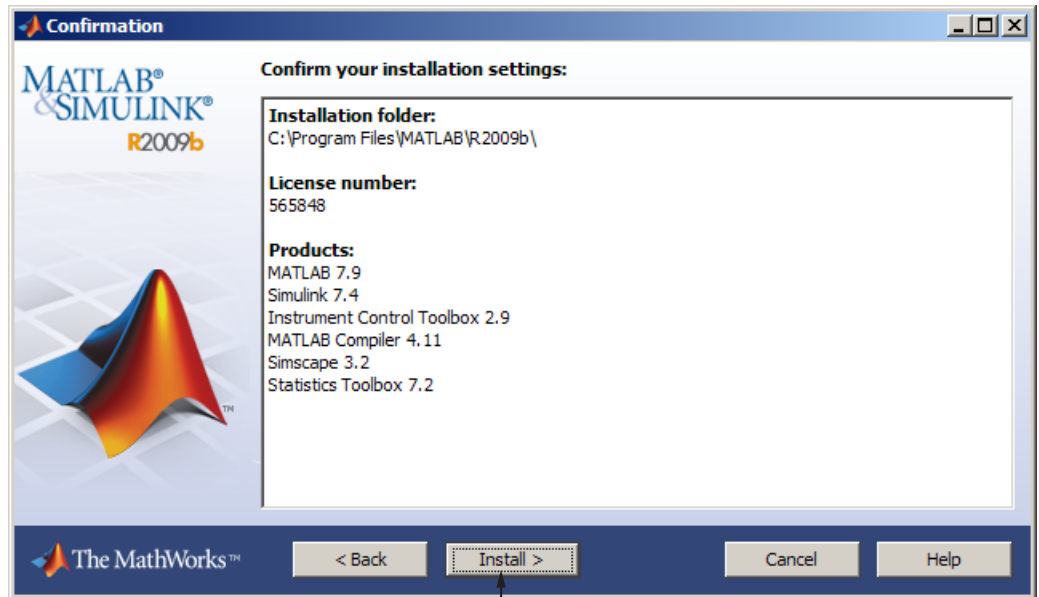 Confirmation
MATLAB®
&SIMULINK®
R2009b
Confirm your installation settings:
Installation folder:
C:\Program Files\MATLAB\R2009b\
License number:
565848
Products:
MATLAB 7.9
Simulink 7.4
Instrument Control Toolbox 2.9
MATLAB Compiler 4.11
Simscape 3.2
Statistics Toolbox 7.2
TM
The MathWorks™
< Back
Install >
Cancel
Help